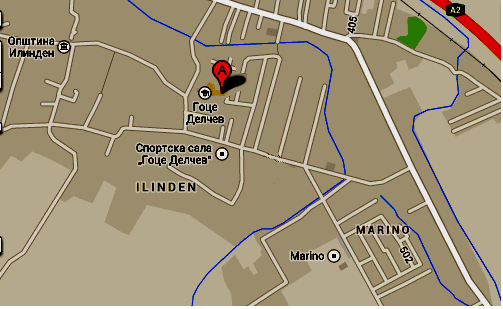 A2
405
Општина
Илинден
A
Гоце
Делчев
Спортска сала
„Гоце Делчев“
ILINDEN
MARINO
Marino
502